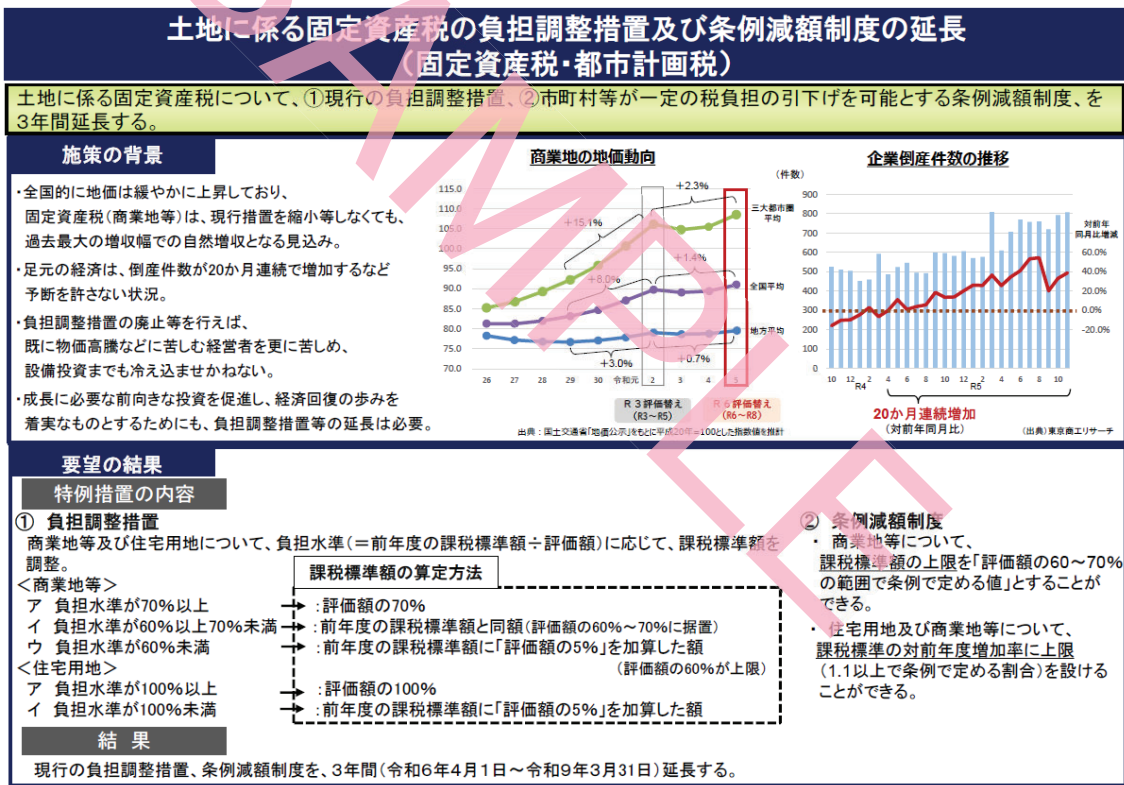 土地に係る固定資産税の負担調整措置及び条例減額制度の延長
（固定資産税・都市計画税）
土地に係る固定資産税について、①現行の負担調整措置、②市町村等が一定の税負担の引下げを可能とする条例減額制度、を
３年間延長する。
施策の背景
・全国的に地価は緩やかに上昇しており、
固定資産税（商業地等）は、現行措置を縮小等しなくても、
過去最大の増収幅での自然増収となる見込み。
・足元の経済は、倒産件数が20か月連続で増加するなど
予断を許さない状況。
・負担調整措置の廃止等を行えば、
既に物価高騰などに苦しむ経営者を更に苦しめ、
設備投資までも冷え込ませかねない。
・成長に必要な前向きな投資を促進し、経済回復の歩みを
着実なものとするためにも、負担調整措置等の延長は必要。
商業地の地価動向
115.0
110.0
105.0
100.0
95.0
90.0
85.0
80.0
75.0
70.0
+15.1%
+2.3%
+8.0%
+1.4%
+3.0%
+0.7%
三大都市圏
平均
全国平均
地方平均
26 27 28 29 30 令和元 2 3 4 5
Ｒ３評価替え
（R3～R5）
Ｒ６評価替え
（R6～R8）
出典：国土交通省「地価公示」をもとに平成20年＝100とした指数値を推計
企業倒産件数の推移
（件数）
900
800
700
600
500
400
300
200
100
0
対前年
同月比増減
60.0%
40.0%
20.0%
0.0%
-20.0%
10 12 2 4 6 8 10 12 2 4 6 8 10
R4 R5
20か月連続増加
（対前年同月比）
（出典）東京商工リサーチ
要望の結果
特例措置の内容
① 負担調整措置
商業地等及び住宅用地について、負担水準（＝前年度の課税標準額÷評価額）に応じて、課税標準額を
調整。
課税標準額の算定方法
＜商業地等＞
ア 負担水準が70％以上 → ：評価額の70％
イ 負担水準が60％以上70％未満 → ：前年度の課税標準額と同額（評価額の60％～70％に据置）
ウ 負担水準が60％未満 → ：前年度の課税標準額に「評価額の5％」を加算した額
（評価額の60％が上限）
＜住宅用地＞
ア 負担水準が100％以上 → ：評価額の100％
イ 負担水準が100％未満 → ：前年度の課税標準額に「評価額の5％」を加算した額
② 条例減額制度
・ 商業地等について、
課税標準額の上限を「評価額の60～70％
の範囲で条例で定める値」とすることが
できる。
・ 住宅用地及び商業地等について、
課税標準の対前年度増加率に上限
（1.1以上で条例で定める割合）を設ける
ことができる。
結 果
現行の負担調整措置、条例減額制度を、３年間（令和６年４月１日～令和９年３月31日）延長する。
SAMPLE